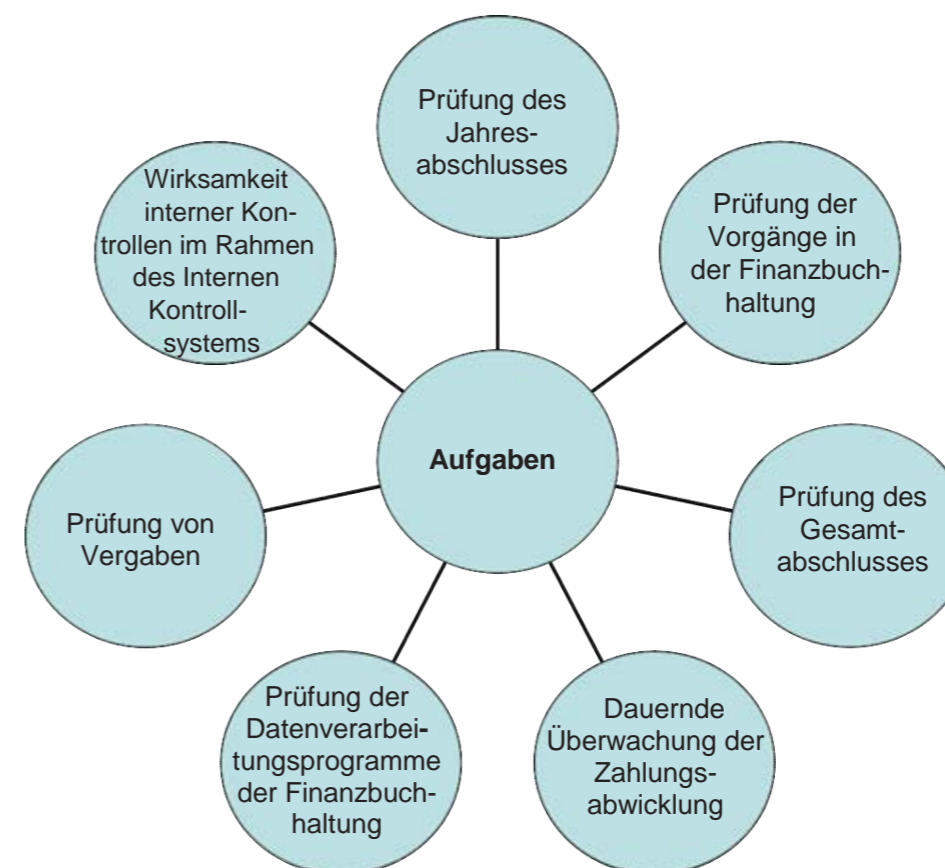 Prüfung des
Jahres-
abschlusses
Wirksamkeit
interner Kon-
trollen im Rahmen
des Internen
Kontroll-
systems
Prüfung der
Vorgänge in
der Finanzbuch-
haltung
Aufgaben
Prüfung von
Vergaben
Prüfung des
Gesamt-
abschlusses
Prüfung der
Datenverarbei-
tungsprogramme
der Finanzbuch-
haltung
Dauernde
Überwachung der
Zahlungs-
abwicklung